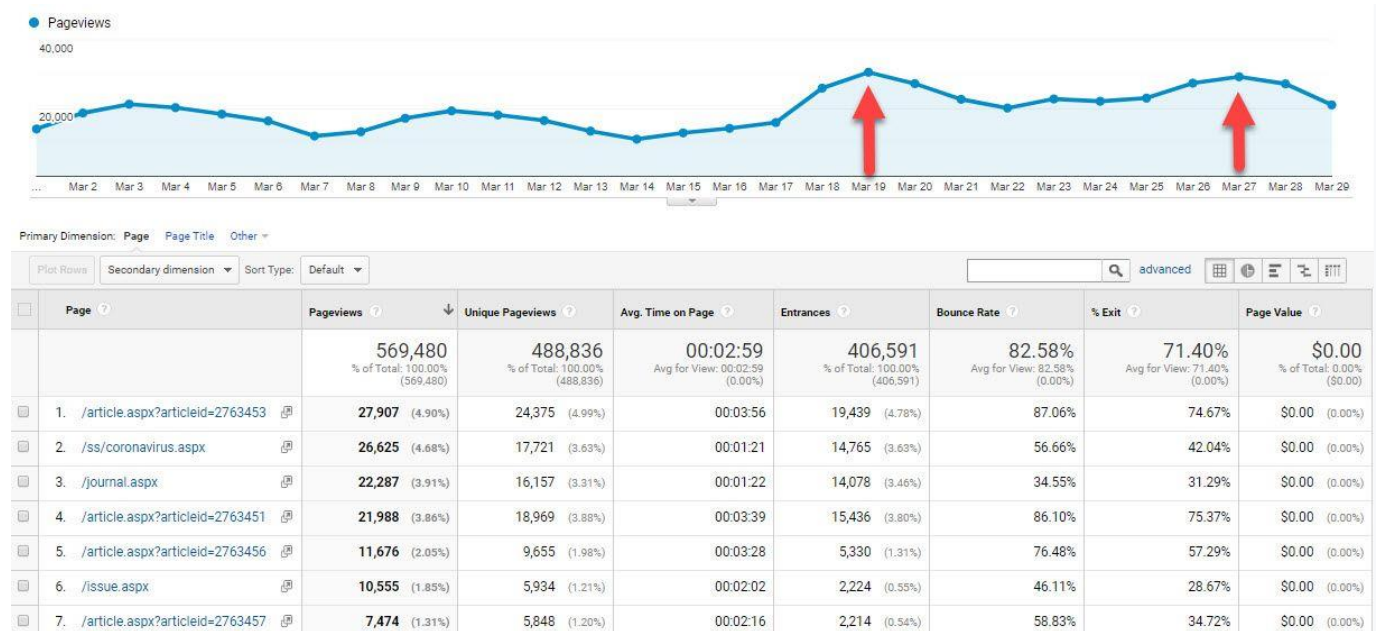 Pageviews
40,000
20,000
... Mar 2 Mar 3 Mar 4 Mar 5 Mar 6 Mar 7 Mar 8 Mar 9 Mar 10 Mar 11 Mar 12 Mar 13 Mar 14 Mar 15 Mar 16 Mar 17 Mar 18 Mar 19 Mar 20 Mar 21 Mar 22 Mar 23 Mar 24 Mar 25 Mar 26 Mar 27 Mar 28 Mar 29
Primary Dimension: Page Page Title Other
Plot Rows Secondary dimension Sort Type: Default advanced
Page ? Pageviews ? Unique Pageviews ? Avg. Time on Page ? Entrances ? Bounce Rate ? % Exit ? Page Value ?
569,480 488,836 00:02:59 406,591 82.58% 71.40% $0.00
% of Total: 100.00% % of Total: 100.00% Avg for View: 00:02:59 % of Total: 100.00% Avg for View: 82.58% Avg for View: 71.40% % of Total: 0.00%
(569,480) (488,836) (0.00%) (406,591) (0.00%) (0.00%) ($0.00)
1. /article.aspx?articleid=2763453 27,907 (4.90%) 24,375 (4.99%) 00:03:56 19,439 (4.78%) 87.06% 74.67% $0.00 (0.00%)
2. /ss/coronavirus.aspx 26,625 (4.68%) 17,721 (3.63%) 00:01:21 14,765 (3.63%) 56.66% 42.04% $0.00 (0.00%)
3. /journal.aspx 22,287 (3.91%) 16,157 (3.31%) 00:01:22 14,078 (3.46%) 34.55% 31.29% $0.00 (0.00%)
4. /article.aspx?articleid=2763451 21,988 (3.86%) 18,969 (3.88%) 00:03:39 15,436 (3.80%) 86.10% 75.37% $0.00 (0.00%)
5. /article.aspx?articleid=2763456 11,676 (2.05%) 9,655 (1.98%) 00:03:28 5,330 (1.31%) 76.48% 57.29% $0.00 (0.00%)
6. /issue.aspx 10,555 (1.85%) 5,934 (1.21%) 00:02:02 2,224 (0.55%) 46.11% 28.67% $0.00 (0.00%)
7. /article.aspx?articleid=2763457 7,474 (1.31%) 5,848 (1.20%) 00:02:16 2,214 (0.54%) 58.83% 34.72% $0.00 (0.00%)